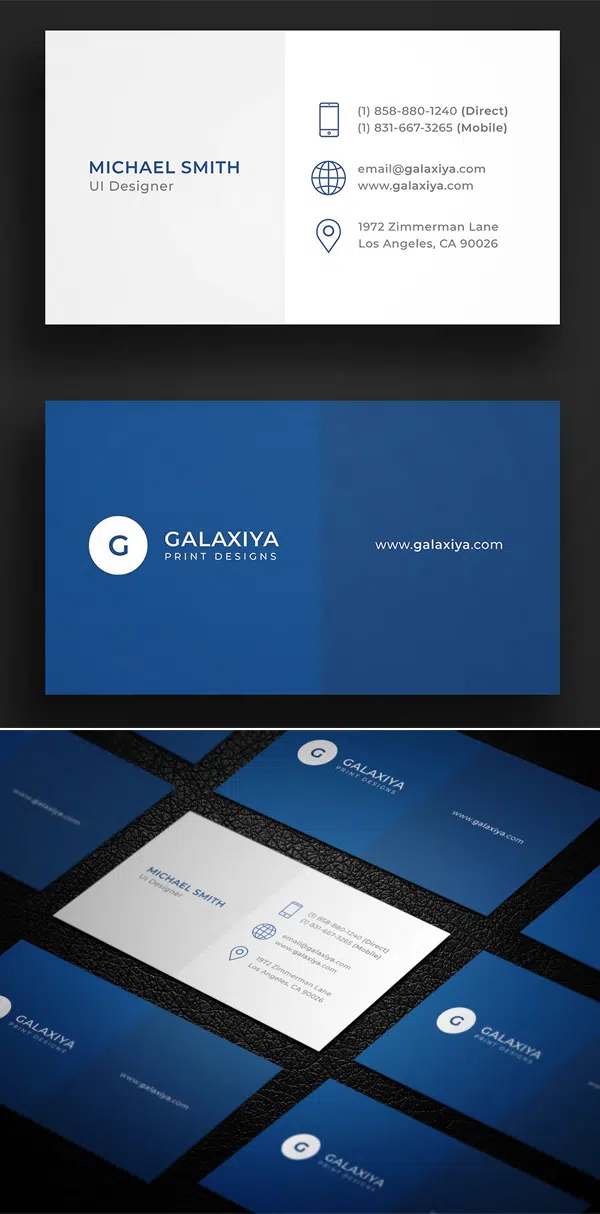 MICHAEL SMITH
UI Designer
(1) 858-880-1240 (Direct)
(1) 831-667-3265 (Mobile)
email@galaxiya.com
www.galaxiya.com
1972 Zimmerman Lane
Los Angeles, CA 90026
G
GALAXIYA
PRINT DESIGNS
www.galaxiya.com
G
GALAXIYA
PRINT DESIGNS
www.galaxiya.com
www.galaxiya.com
MICHAEL SMITH
UI Designer
(1) 858-880-1240 (Direct)
(1) 831-667-3265 (Mobile)
email@galaxiya.com
www.galaxiya.com
1972 Zimmerman Lane
Los Angeles, CA 90026
GALAXIYA
PRINT DESIGNS
www.galaxiya.com
G
GALAXIYA
PRINT DESIGNS
G
GALAXIYA
PRINT DESIGNS